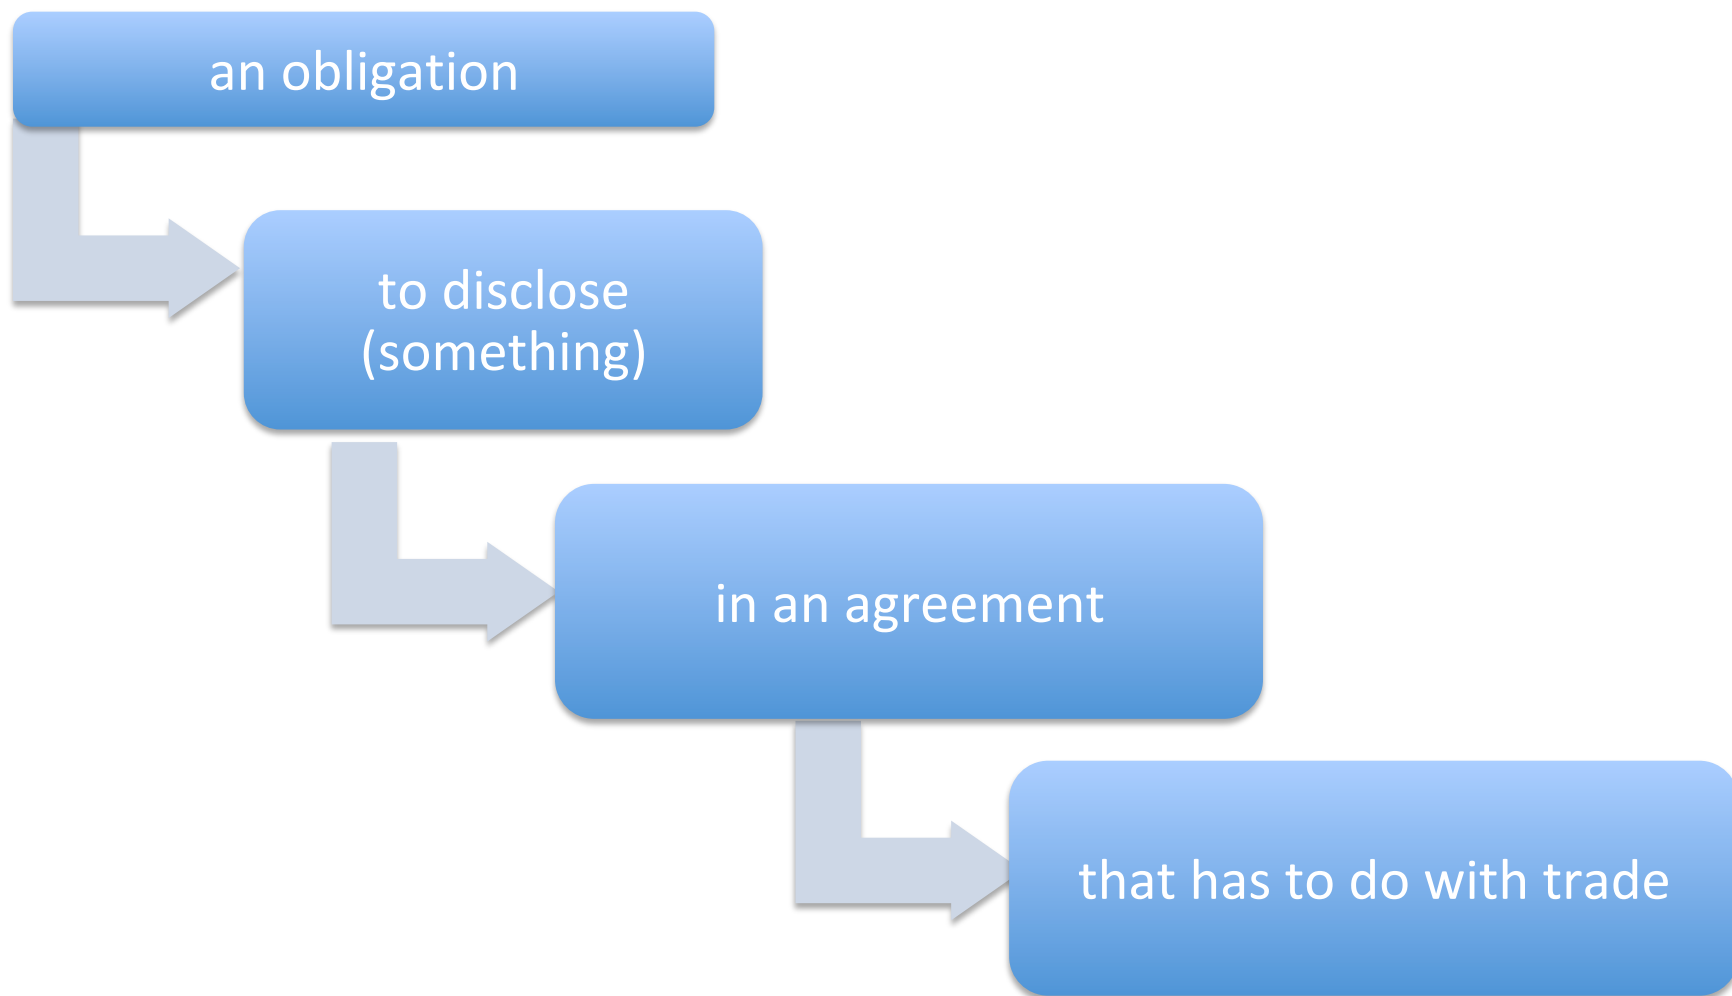 an obligation
to disclose
(something)
in an agreement
that has to do with trade